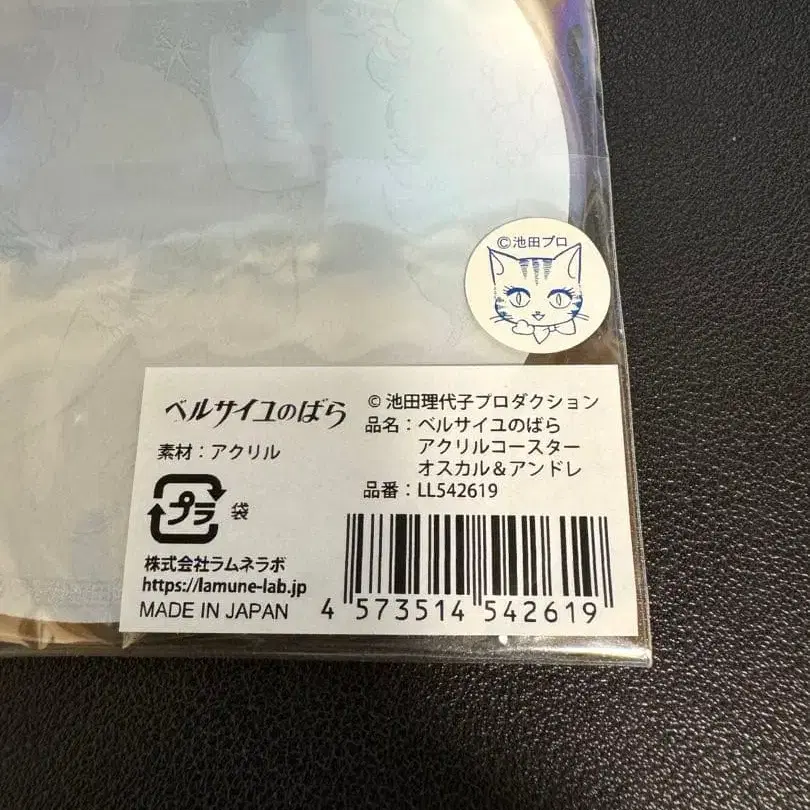 ©池田プロ
ベルサイユのばら
© 池田理代子プロダクション
素材：アクリル
品名：ベルサイユのばら
アクリルコースター
オスカル＆アンドレ
品番：LL542619
プラ
袋
株式会社ラムネラボ
https://lamune-lab.jp
MADE IN JAPAN
4 573514 542619